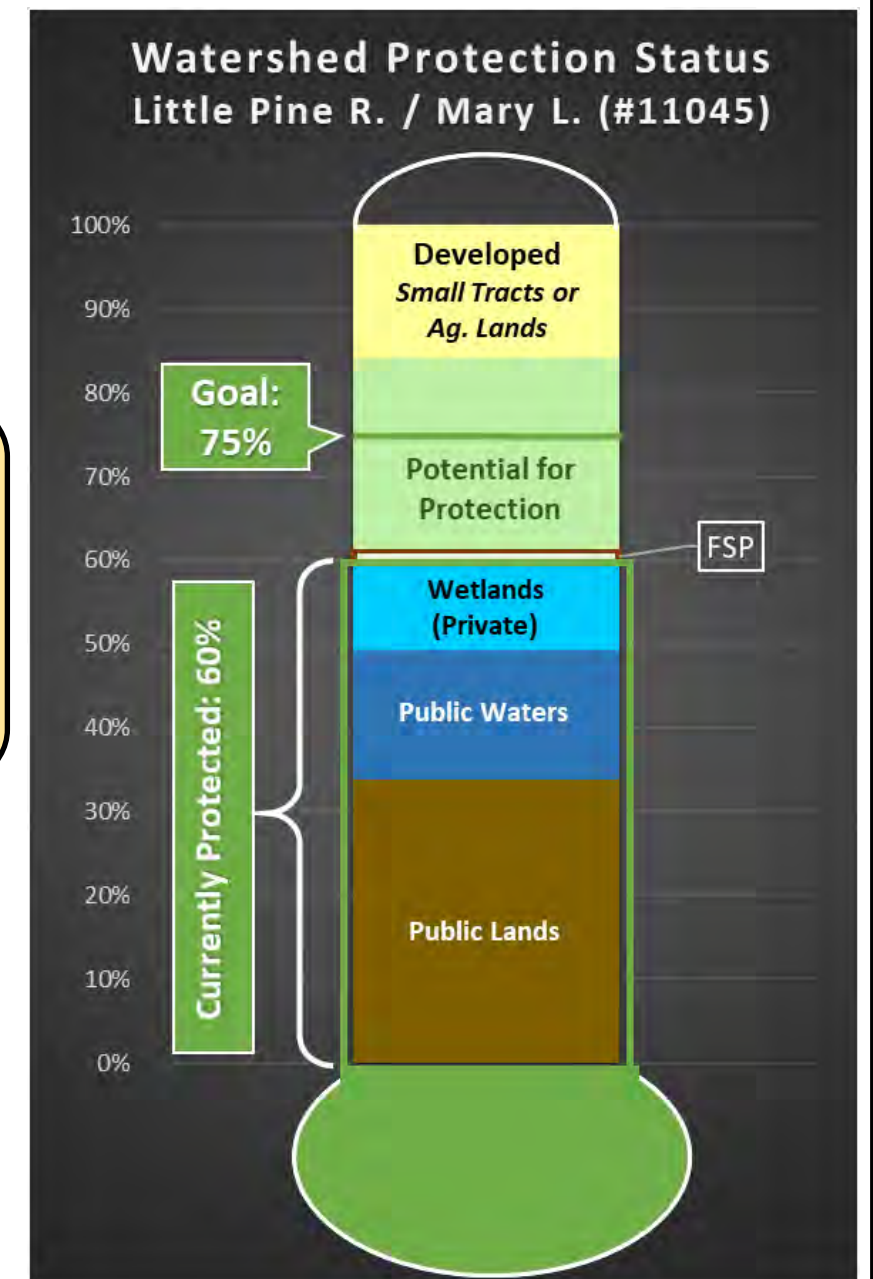 Watershed Protection Status
Little Pine R. / Mary L. (#11045)
100%
90%
80%
70%
60%
50%
40%
30%
20%
10%
0%
Developed
Small Tracts or
Ag. Lands
Goal:
75%
Potential for
Protection
FSP
Wetlands
(Private)
Public Waters
Public Lands
Currently Protected: 60%